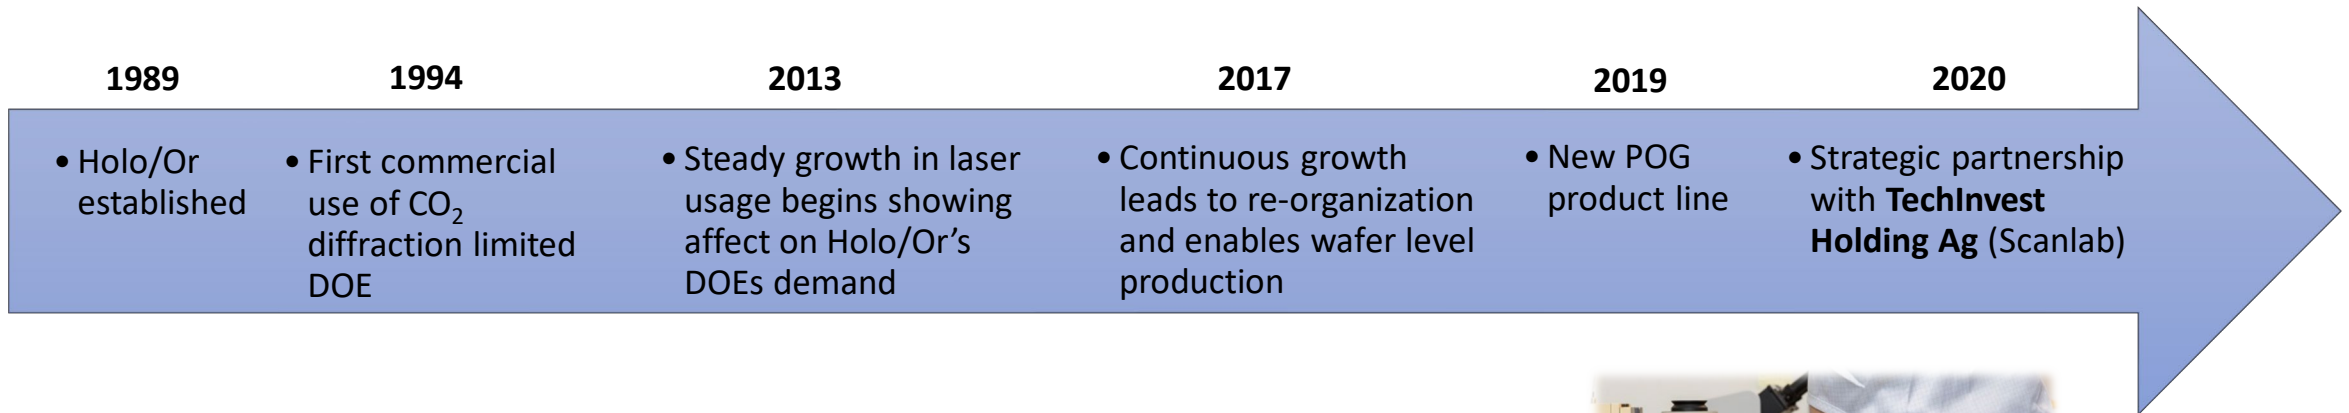 1989
• Holo/Or
established
1994
• First commercial
use of CO₂
diffraction limited
DOE
2013
• Steady growth in laser
usage begins showing
affect on Holo/Or’s
DOEs demand
2017
• Continuous growth
leads to re-organization
and enables wafer level
production
2019
• New POG
product line
2020
• Strategic partnership
with TechInvest
Holding Ag (Scanlab)